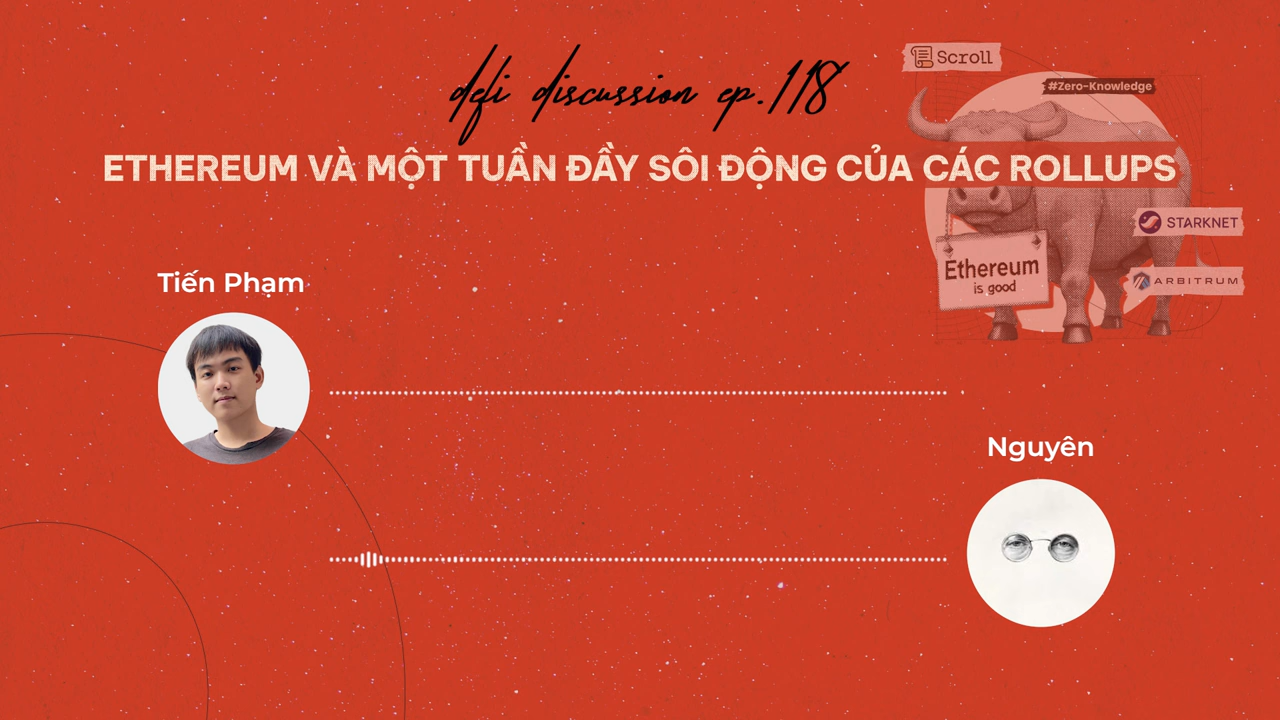 defi discussion ep.118
Scroll
#Zero-Knowledge
ETHEREUM VÀ MỘT TUẦN ĐẦY SÔI ĐỘNG CỦA CÁC ROLLUPS
STARKNET
Ethereum
is good
ARBITRUM
Tiến Phạm
Nguyên